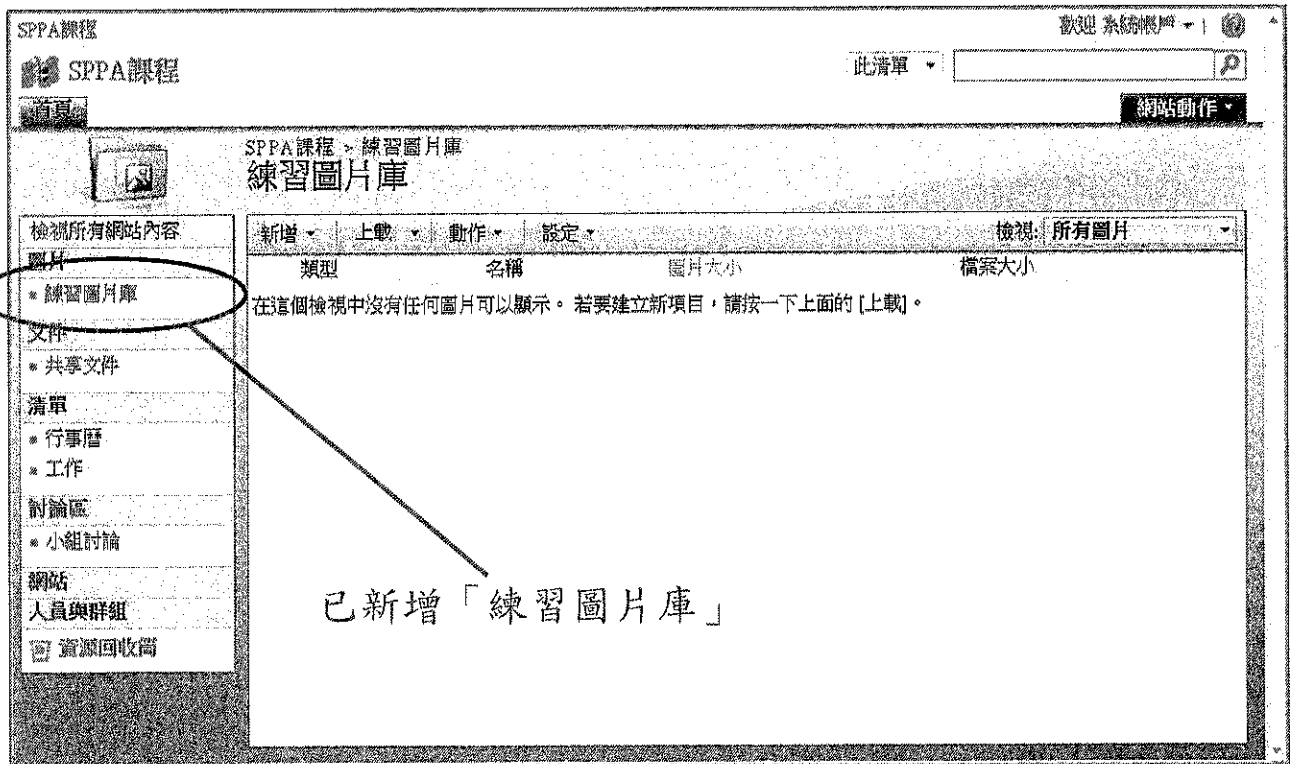 SPPA課程
歡迎 系統帳戶
SPPA課程
此清單
首頁
網站動作
SPPA課程 > 練習圖片庫
練習圖片庫
檢視所有網站內容
圖片
練習圖片庫
文件
共享文件
清單
行事曆
工作
討論區
小組討論
網站
人員與群組
資源回收筒
新增 上載 動作 設定 檢視: 所有圖片
類型 名稱 圖片大小 檔案大小
在這個檢視中沒有任何圖片可以顯示。 若要建立新項目，請按一下上面的 [上載]。
已新增「練習圖片庫」